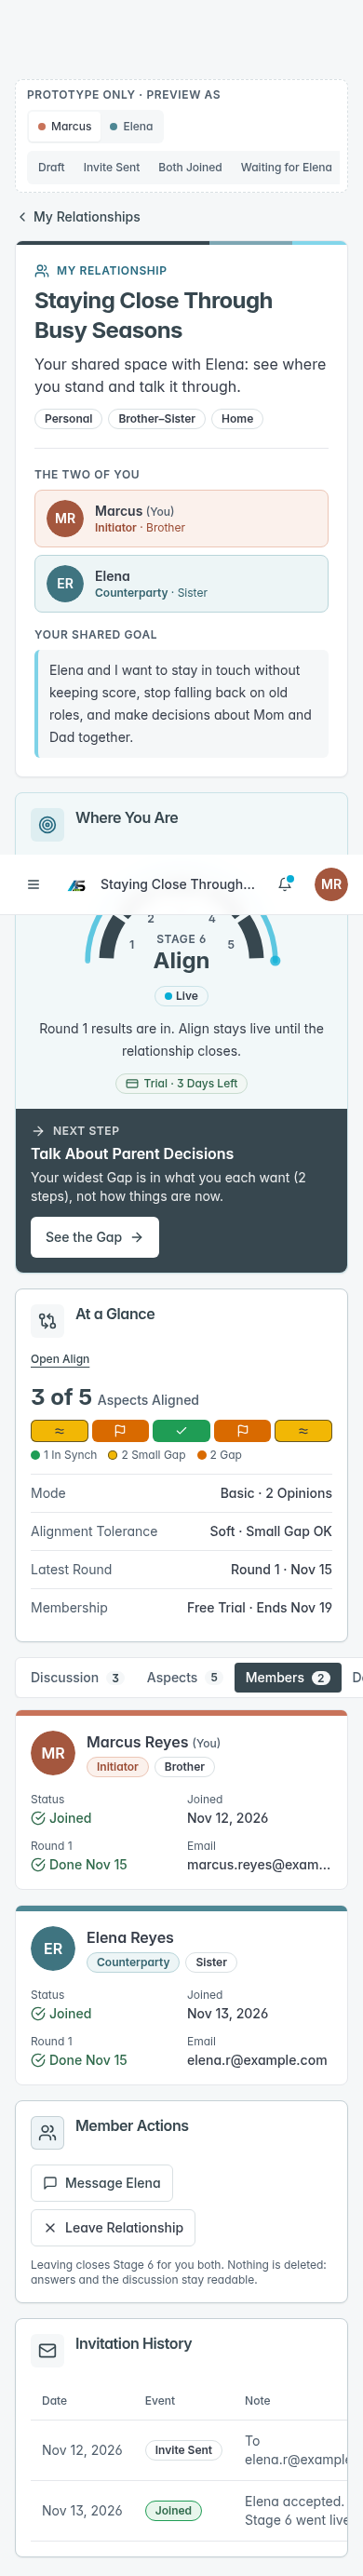 PROTOTYPE ONLY · PREVIEW AS
Marcus Elena
Draft Invite Sent Both Joined Waiting for Elena
My Relationships
MY RELATIONSHIP
Staying Close Through
Busy Seasons
Your shared space with Elena: see where
you stand and talk it through.
Personal Brother–Sister Home
THE TWO OF YOU
MR Marcus (You)
Initiator · Brother
ER Elena
Counterparty · Sister
YOUR SHARED GOAL
Elena and I want to stay in touch without
keeping score, stop falling back on old
roles, and make decisions about Mom and
Dad together.
Where You Are
Staying Close Through... MR
2 4
1 STAGE 6 5
Align
Live
Round 1 results are in. Align stays live until the
relationship closes.
Trial · 3 Days Left
NEXT STEP
Talk About Parent Decisions
Your widest Gap is in what you each want (2
steps), not how things are now.
See the Gap
At a Glance
Open Align
3 of 5 Aspects Aligned
1 In Synch 2 Small Gap 2 Gap
Mode Basic · 2 Opinions
Alignment Tolerance Soft · Small Gap OK
Latest Round Round 1 · Nov 15
Membership Free Trial · Ends Nov 19
Discussion 3 Aspects 5 Members 2
MR Marcus Reyes (You)
Initiator Brother
Status Joined
Joined Nov 12, 2026
Round 1 Email
Done Nov 15 marcus.reyes@exam...
ER Elena Reyes
Counterparty Sister
Status Joined
Joined Nov 13, 2026
Round 1 Email
Done Nov 15 elena.r@example.com
Member Actions
Message Elena
Leave Relationship
Leaving closes Stage 6 for you both. Nothing is deleted:
answers and the discussion stay readable.
Invitation History
Date Event Note
To
Nov 12, 2026 Invite Sent
elena.r@example
Elena accepted.
Nov 13, 2026 Joined
Stage 6 went live